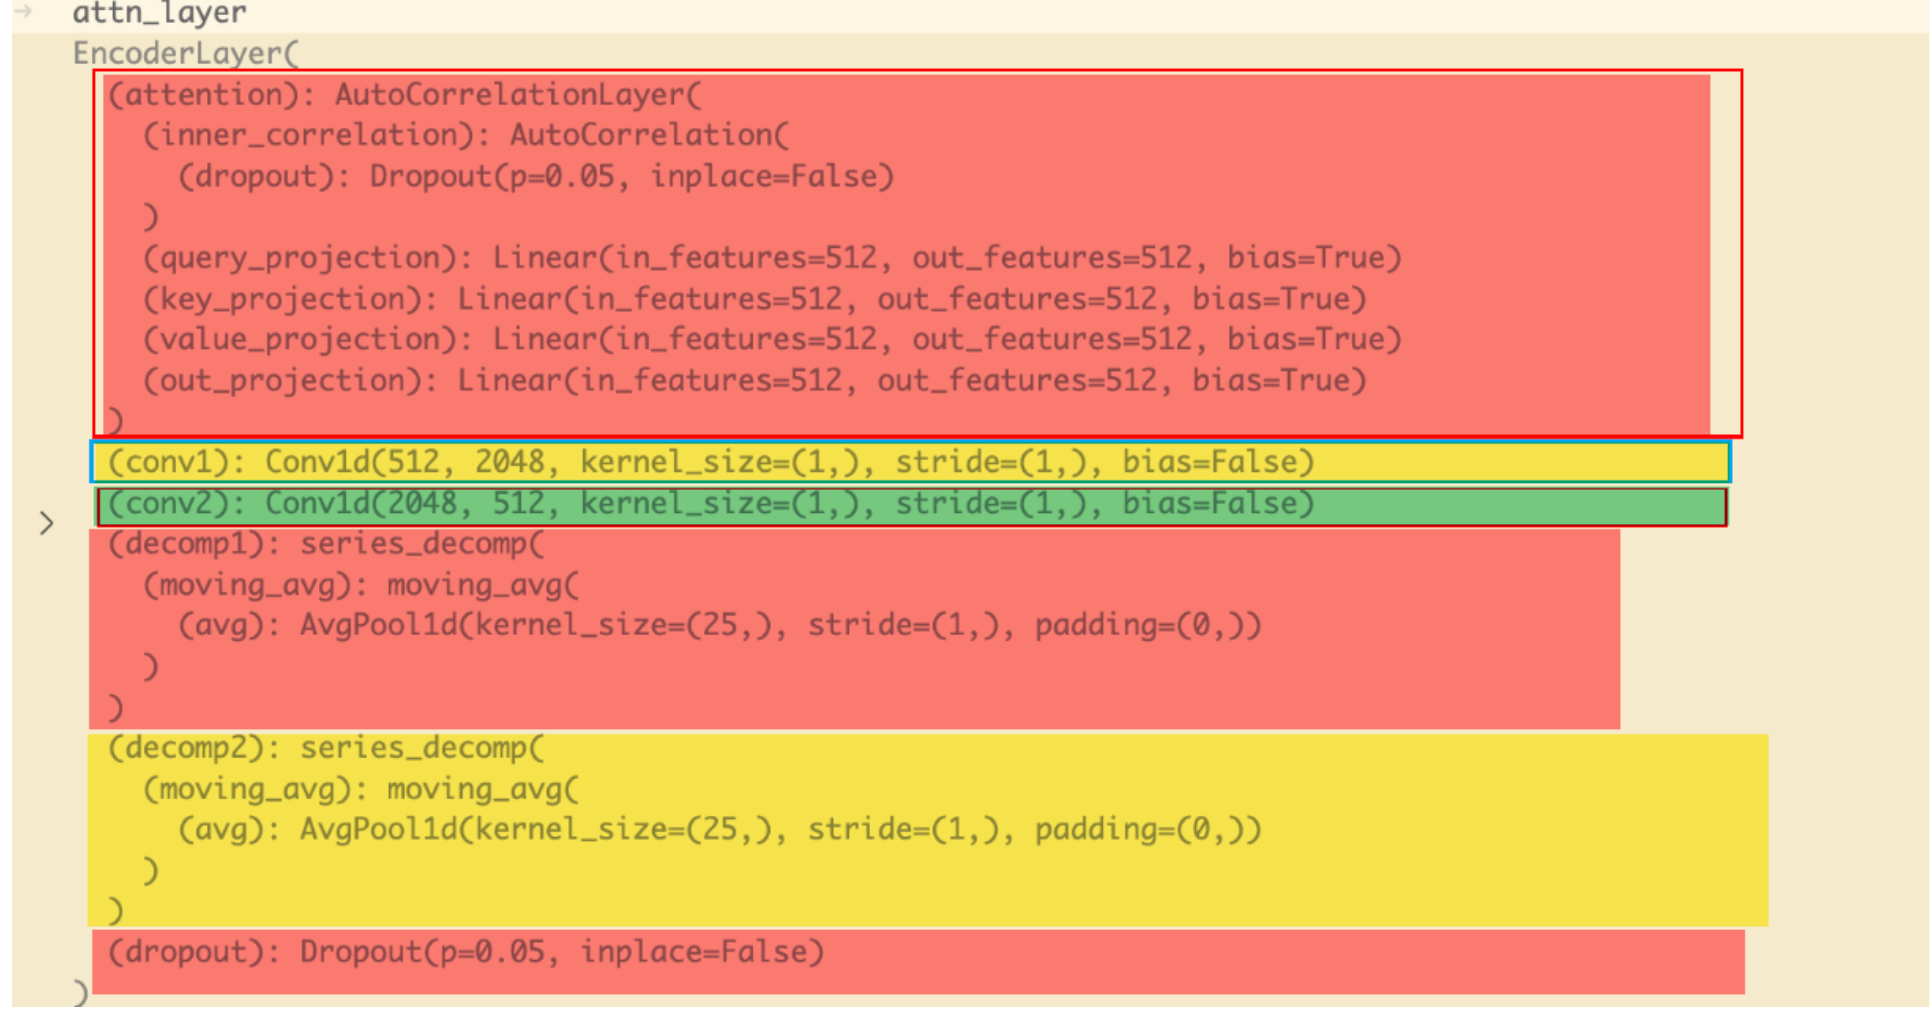 attn_layer
EncoderLayer(
(attention): AutoCorrelationLayer(
(inner_correlation): AutoCorrelation(
(dropout): Dropout(p=0.05, inplace=False)
)
(query_projection): Linear(in_features=512, out_features=512, bias=True)
(key_projection): Linear(in_features=512, out_features=512, bias=True)
(value_projection): Linear(in_features=512, out_features=512, bias=True)
(out_projection): Linear(in_features=512, out_features=512, bias=True)
)
(conv1): Conv1d(512, 2048, kernel_size=(1,), stride=(1,), bias=False)
(conv2): Conv1d(2048, 512, kernel_size=(1,), stride=(1,), bias=False)
(decomp1): series_decomp(
(moving_avg): moving_avg(
(avg): AvgPool1d(kernel_size=(25,), stride=(1,), padding=(0,))
)
)
(decomp2): series_decomp(
(moving_avg): moving_avg(
(avg): AvgPool1d(kernel_size=(25,), stride=(1,), padding=(0,))
)
)
(dropout): Dropout(p=0.05, inplace=False)
)